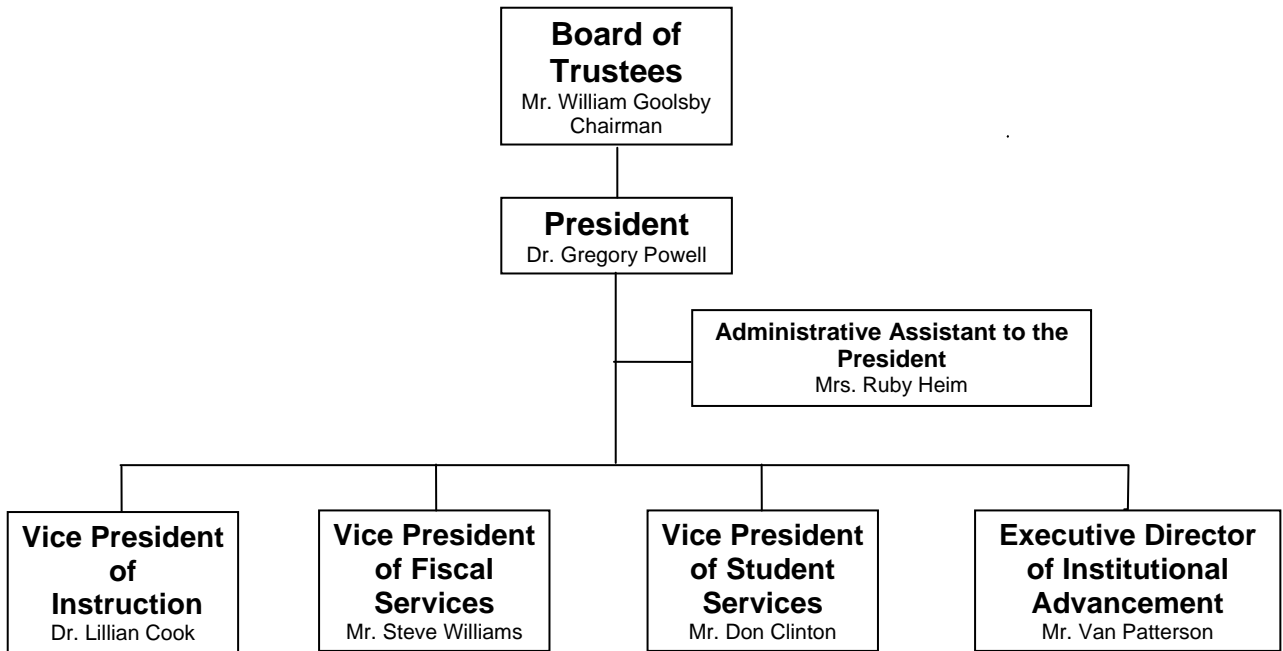 Board of
Trustees
Mr. William Goolsby
Chairman
President
Dr. Gregory Powell
Administrative Assistant to the
President
Mrs. Ruby Heim
Vice President
of
Instruction
Dr. Lillian Cook
Vice President
of Fiscal
Services
Mr. Steve Williams
Vice President
of Student
Services
Mr. Don Clinton
Executive Director
of Institutional
Advancement
Mr. Van Patterson